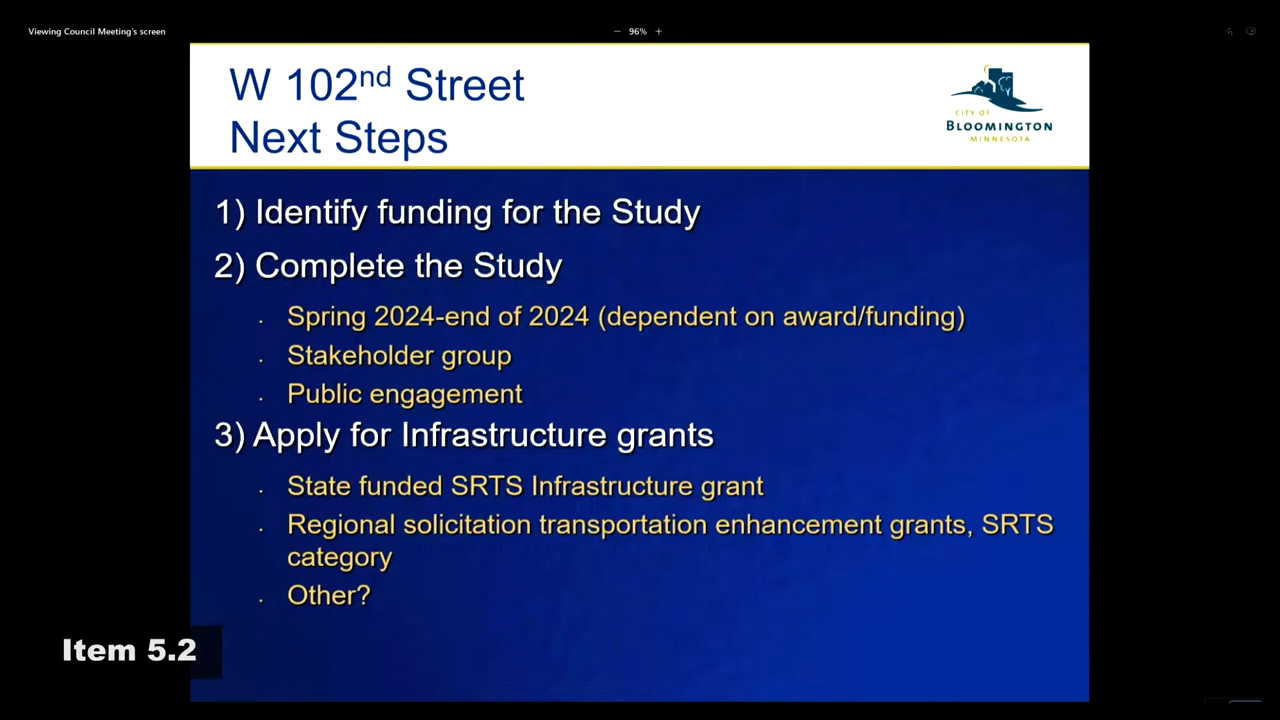 Viewing Council Meeting's screen
− 96% +
W 102nd Street
Next Steps
CITY OF
BLOOMINGTON
MINNESOTA
1) Identify funding for the Study
2) Complete the Study
. Spring 2024-end of 2024 (dependent on award/funding)
. Stakeholder group
. Public engagement
3) Apply for Infrastructure grants
. State funded SRTS Infrastructure grant
. Regional solicitation transportation enhancement grants, SRTS
category
. Other?
Item 5.2